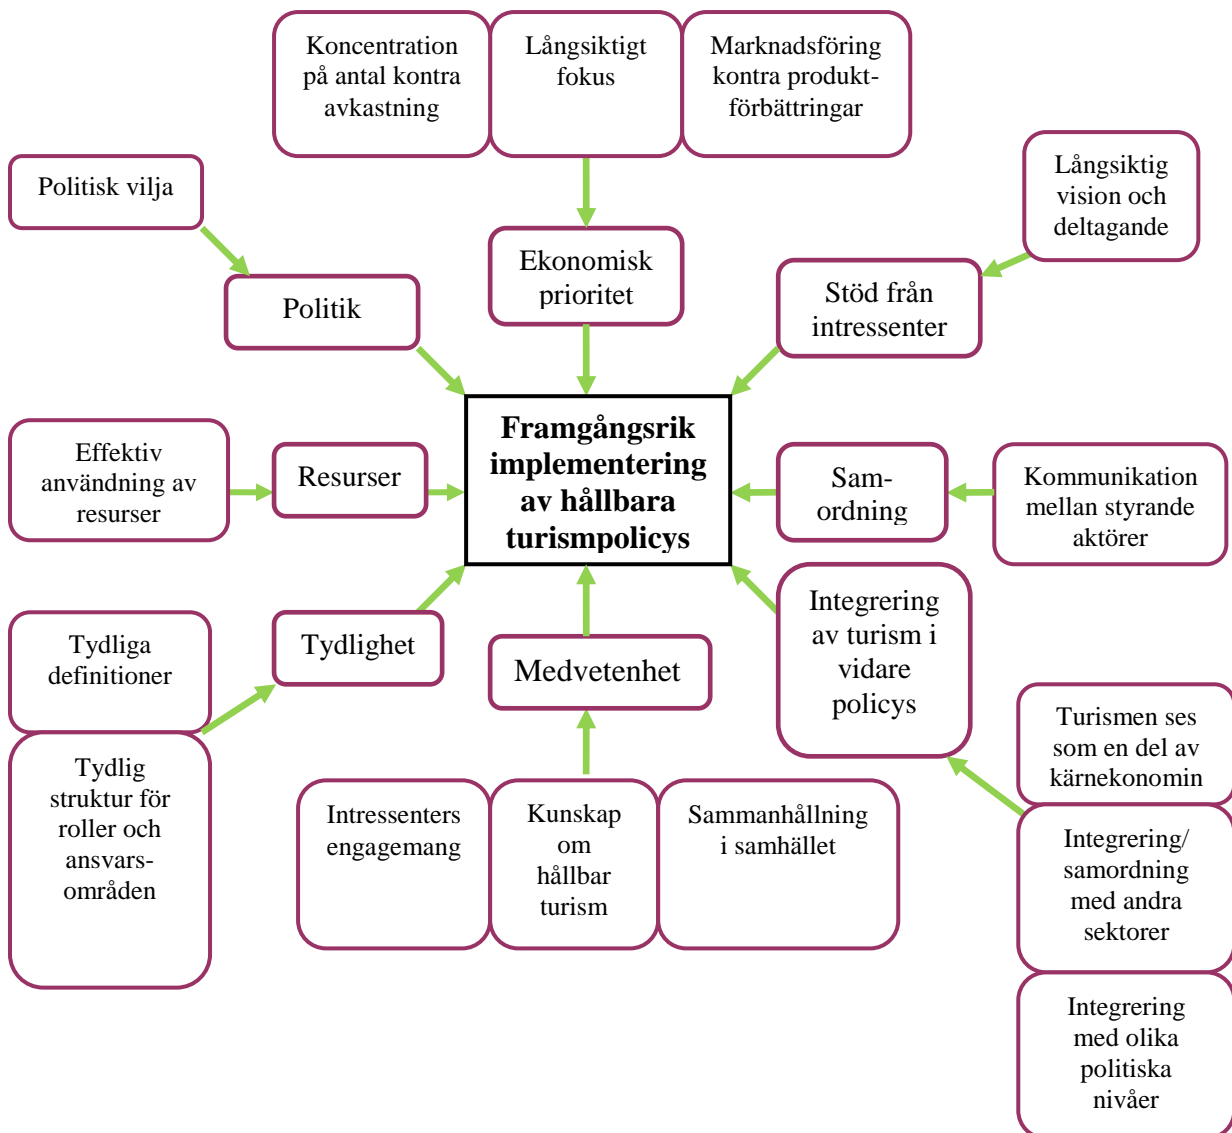 Koncentration
på antal kontra
avkastning
Långsiktigt
fokus
Marknadsföring
kontra produkt-
förbättringar
Politisk vilja
Långsiktig
vision och
deltagande
Ekonomisk
prioritet
Politik
Stöd från
intressenter
Framgångsrik
implementering
av hållbara
turismpolicys
Effektiv
användning av
resurser
Resurser
Sam-
ordning
Kommunikation
mellan styrande
aktörer
Tydliga
definitioner
Tydlighet
Medvetenhet
Integrering
av turism i
vidare
policys
Tydlig
struktur för
roller och
ansvars-
områden
Intressenters
engagemang
Kunskap
om
hållbar
turism
Sammanhållning
i samhället
Turismen ses
som en del av
kärnekonomin
Integrering/
samordning
med andra
sektorer
Integrering
med olika
politiska
nivåer